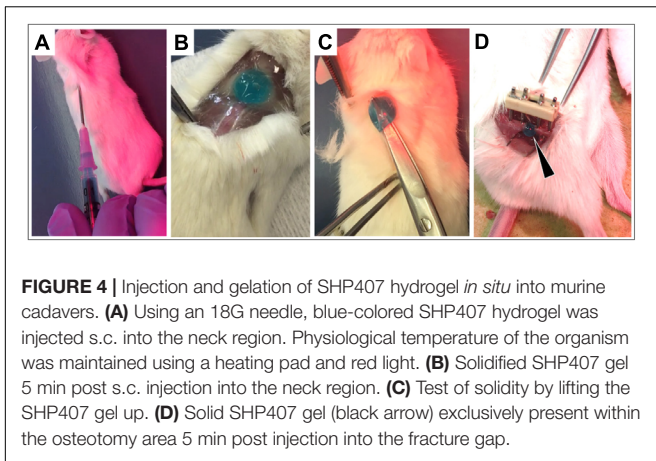 A B C D
FIGURE 4 | Injection and gelation of SHP407 hydrogel in situ into murine
cadavers. (A) Using an 18G needle, blue-colored SHP407 hydrogel was
injected s.c. into the neck region. Physiological temperature of the organism
was maintained using a heating pad and red light. (B) Solidified SHP407 gel
5 min post s.c. injection into the neck region. (C) Test of solidity by lifting the
SHP407 gel up. (D) Solid SHP407 gel (black arrow) exclusively present within
the osteotomy area 5 min post injection into the fracture gap.